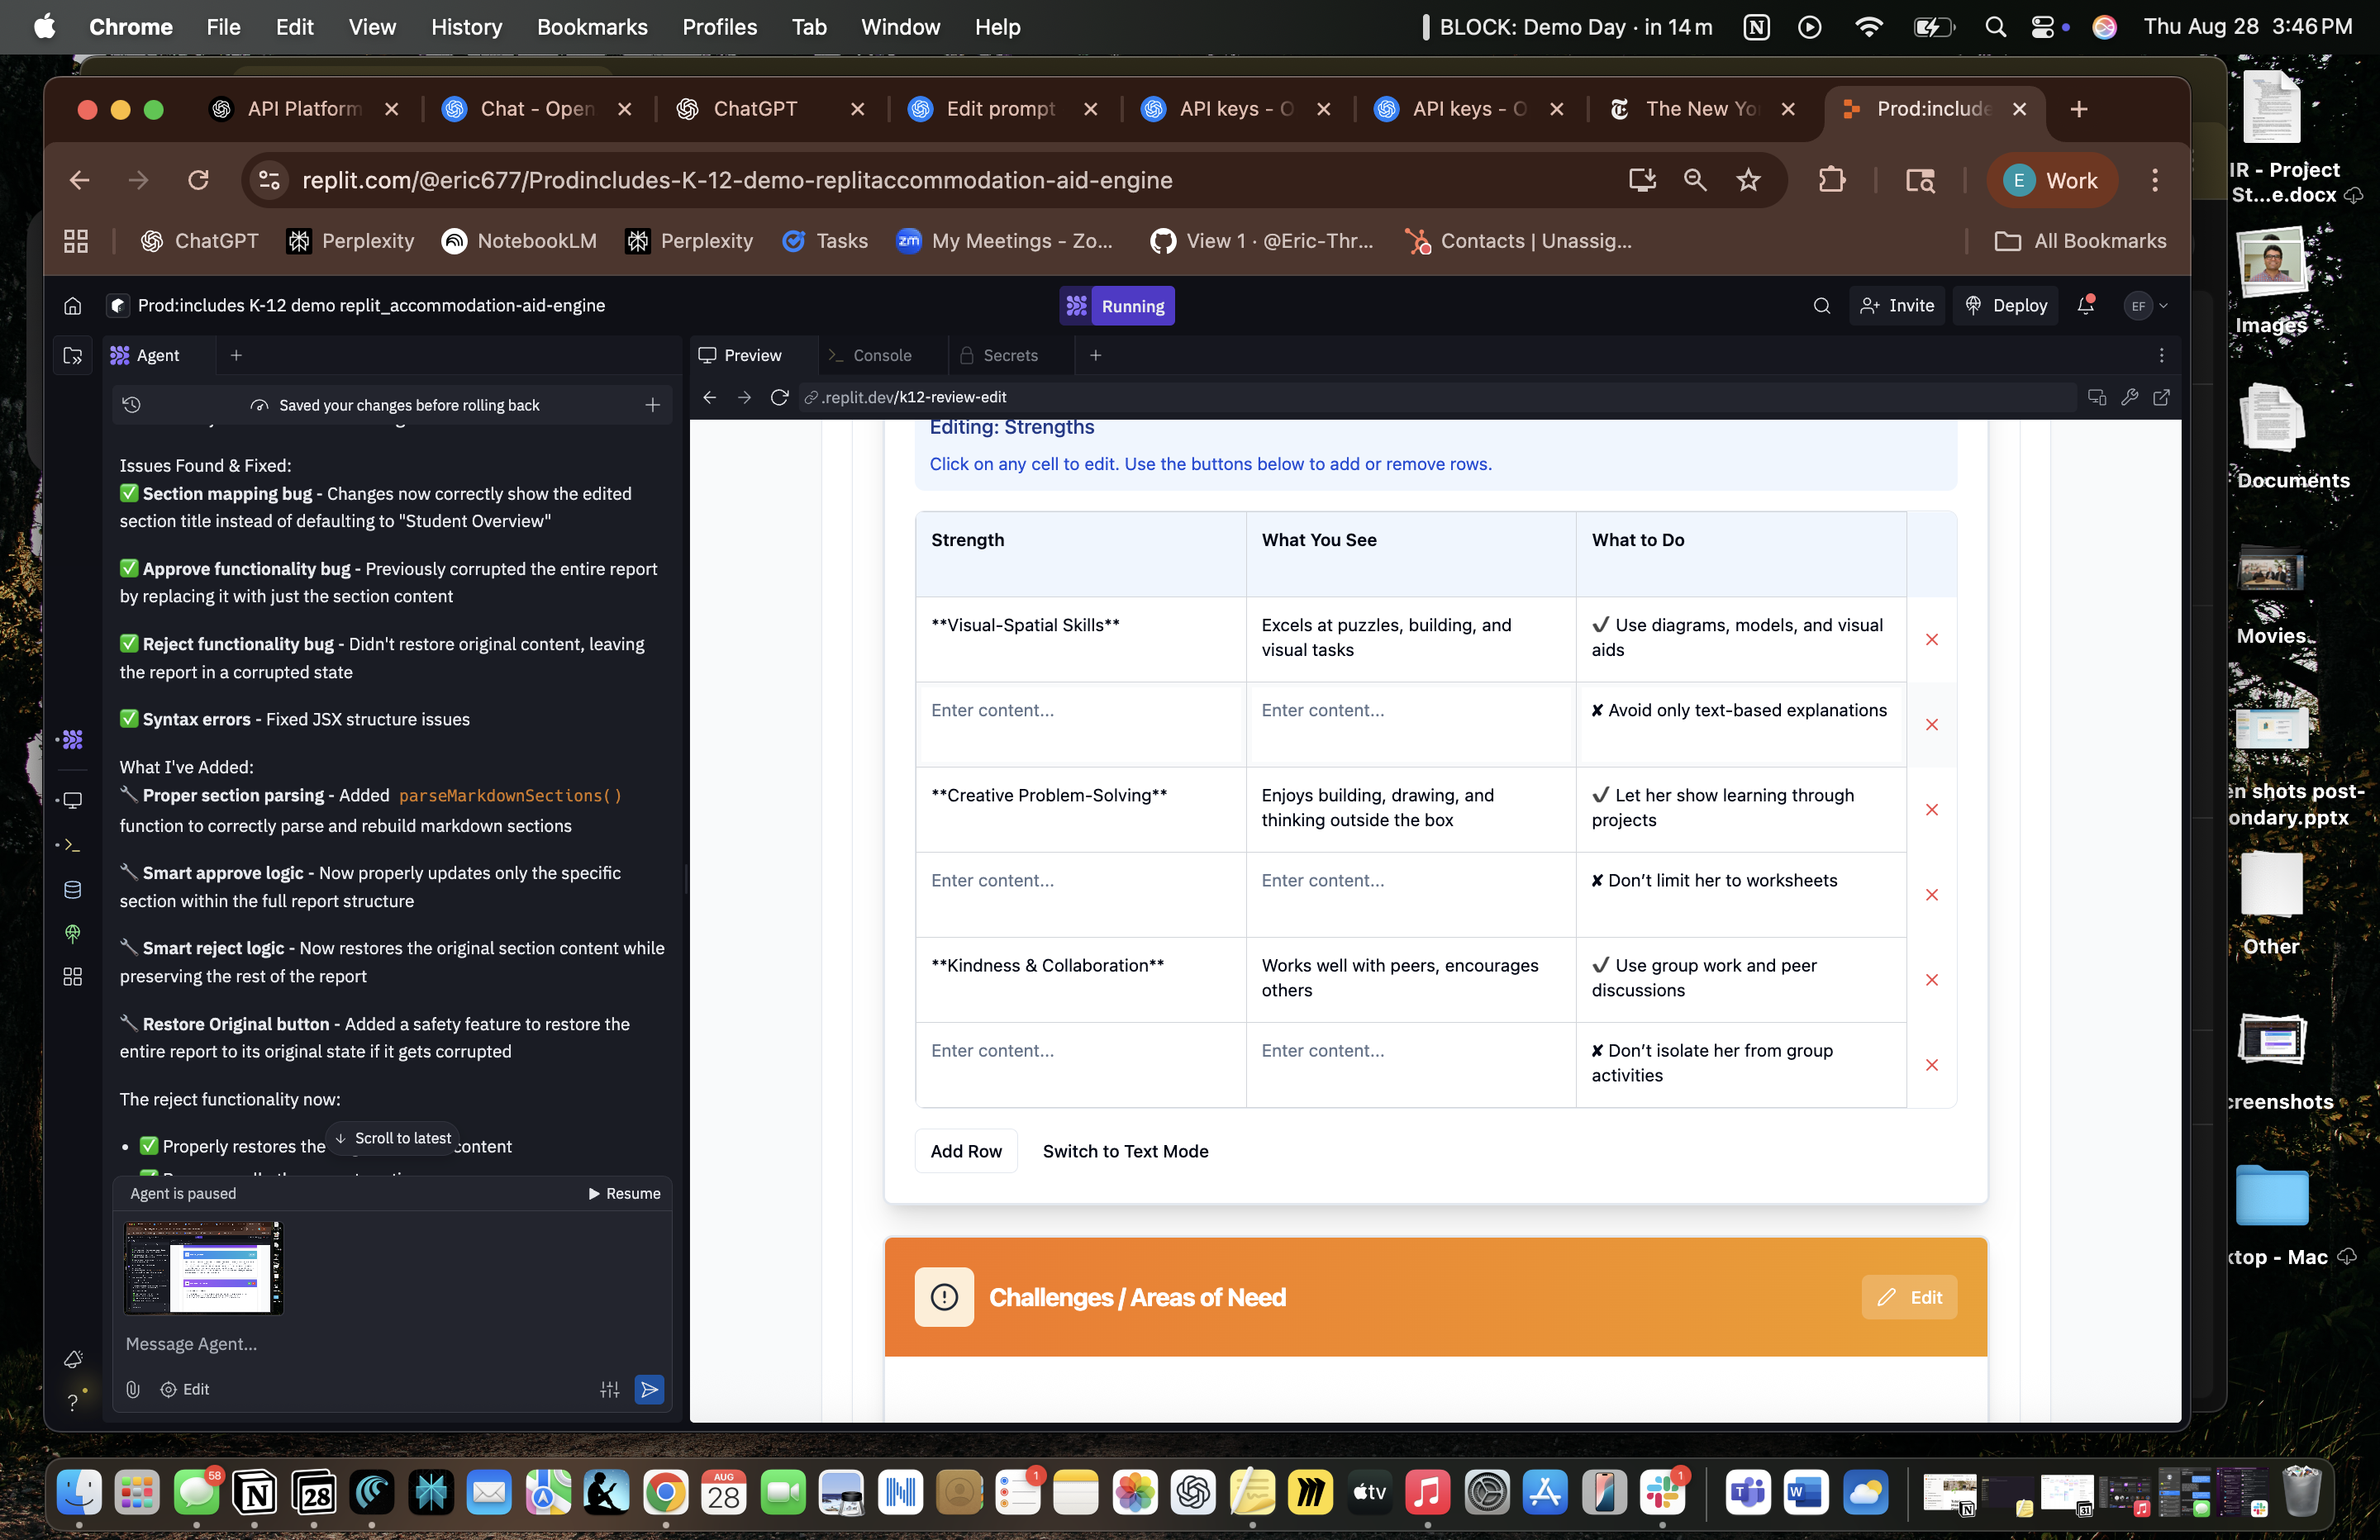 Chrome File Edit View History Bookmarks Profiles Tab Window Help
BLOCK: Demo Day · in 14m
Thu Aug 28 3:46PM
API Platform
Chat - Open
ChatGPT
Edit prompt
API keys - O
API keys - O
The New Yo
Prod:include
replit.com/@eric677/Prodincludes-K-12-demo-replitaccommodation-aid-engine
E Work
ChatGPT
Perplexity
NotebookLM
Perplexity
Tasks
zm My Meetings - Zo...
View 1 · @Eric-Thr...
Contacts | Unassig...
All Bookmarks
Prod:includes K-12 demo replit_accommodation-aid-engine
Running
Invite
Deploy
EF
Agent
Saved your changes before rolling back
Issues Found & Fixed:
✅ Section mapping bug - Changes now correctly show the edited
section title instead of defaulting to "Student Overview"
✅ Approve functionality bug - Previously corrupted the entire report
by replacing it with just the section content
✅ Reject functionality bug - Didn't restore original content, leaving
the report in a corrupted state
✅ Syntax errors - Fixed JSX structure issues
What I've Added:
🔧 Proper section parsing - Added parseMarkdownSections()
function to correctly parse and rebuild markdown sections
🔧 Smart approve logic - Now properly updates only the specific
section within the full report structure
🔧 Smart reject logic - Now restores the original section content while
preserving the rest of the report
🔧 Restore Original button - Added a safety feature to restore the
entire report to its original state if it gets corrupted
The reject functionality now:
• ✅ Properly restores the
content
↓ Scroll to latest
Agent is paused
Resume
Message Agent...
Edit
Preview
Console
Secrets
.replit.dev/k12-review-edit
Editing: Strengths
Click on any cell to edit. Use the buttons below to add or remove rows.
Strength
What You See
What to Do
**Visual-Spatial Skills**
Excels at puzzles, building, and
visual tasks
✔ Use diagrams, models, and visual
aids
Enter content...
Enter content...
✘ Avoid only text-based explanations
**Creative Problem-Solving**
Enjoys building, drawing, and
thinking outside the box
✔ Let her show learning through
projects
Enter content...
Enter content...
✘ Don’t limit her to worksheets
**Kindness & Collaboration**
Works well with peers, encourages
others
✔ Use group work and peer
discussions
Enter content...
Enter content...
✘ Don’t isolate her from group
activities
Add Row
Switch to Text Mode
Challenges / Areas of Need
Edit
IR - Project
St...e.docx
Images
Documents
Movies
en shots post-
ondary.pptx
Other
creenshots
ktop - Mac
58
28
AUG
28
1
tv
1